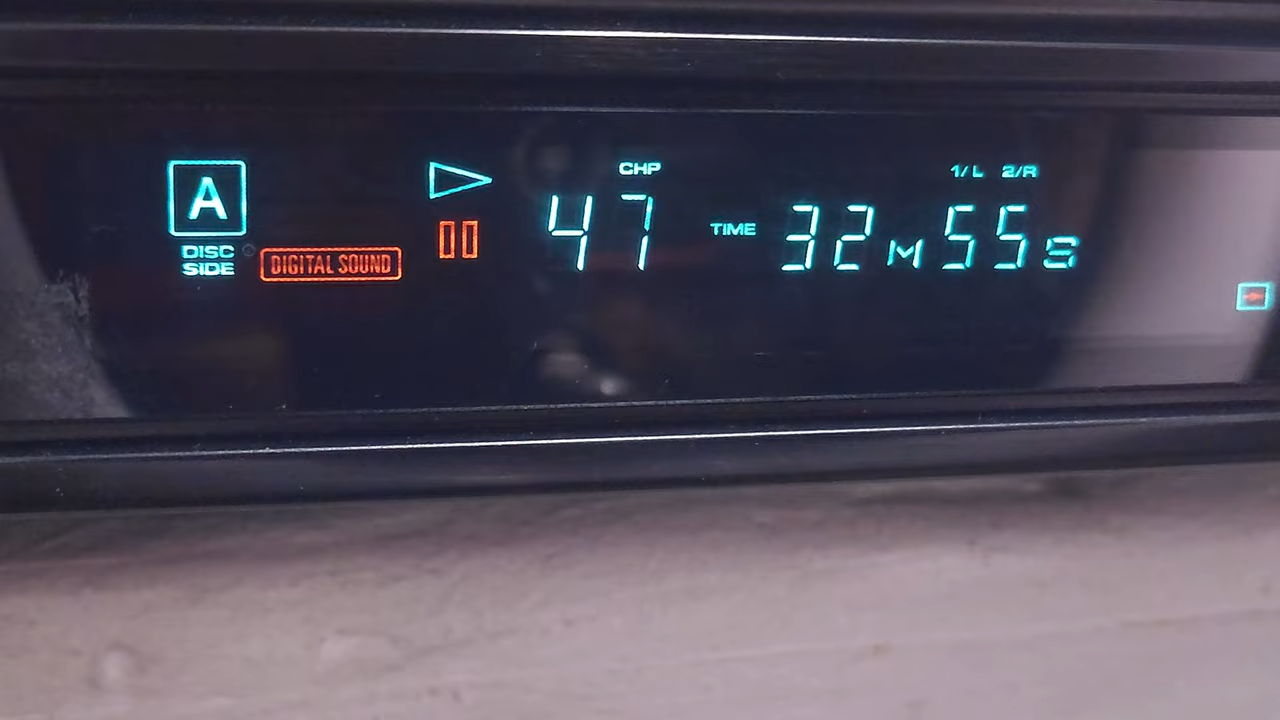 A
DISC
SIDE
DIGITAL SOUND
CHP
47
TIME
1/L 2/R
32M55S